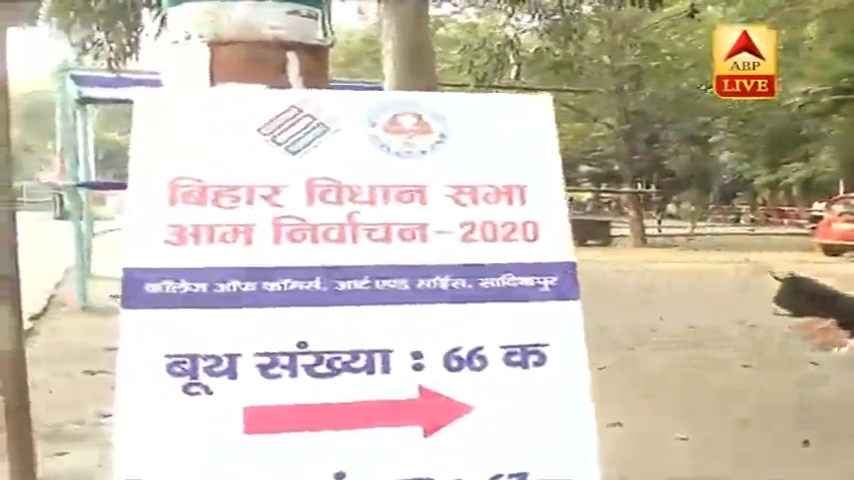 ABP
LIVE
बिहार विधान सभा
आम निर्वाचन-2020
कॉलेज ऑफ कॉमर्स, आर्ट एण्ड साईंस, सादिकपुर
बूथ संख्या : 66 क